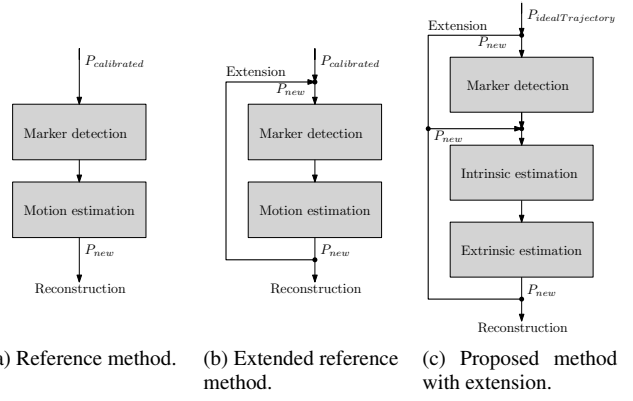 P_calibrated
Marker detection
Motion estimation
P_new
Reconstruction
a) Reference method.
P_calibrated
Extension
P_new
Marker detection
Motion estimation
P_new
Reconstruction
(b) Extended reference
method.
P_idealTrajectory
P_new
Marker detection
P_new
Intrinsic estimation
Extrinsic estimation
P_new
Reconstruction
(c) Proposed method
with extension.